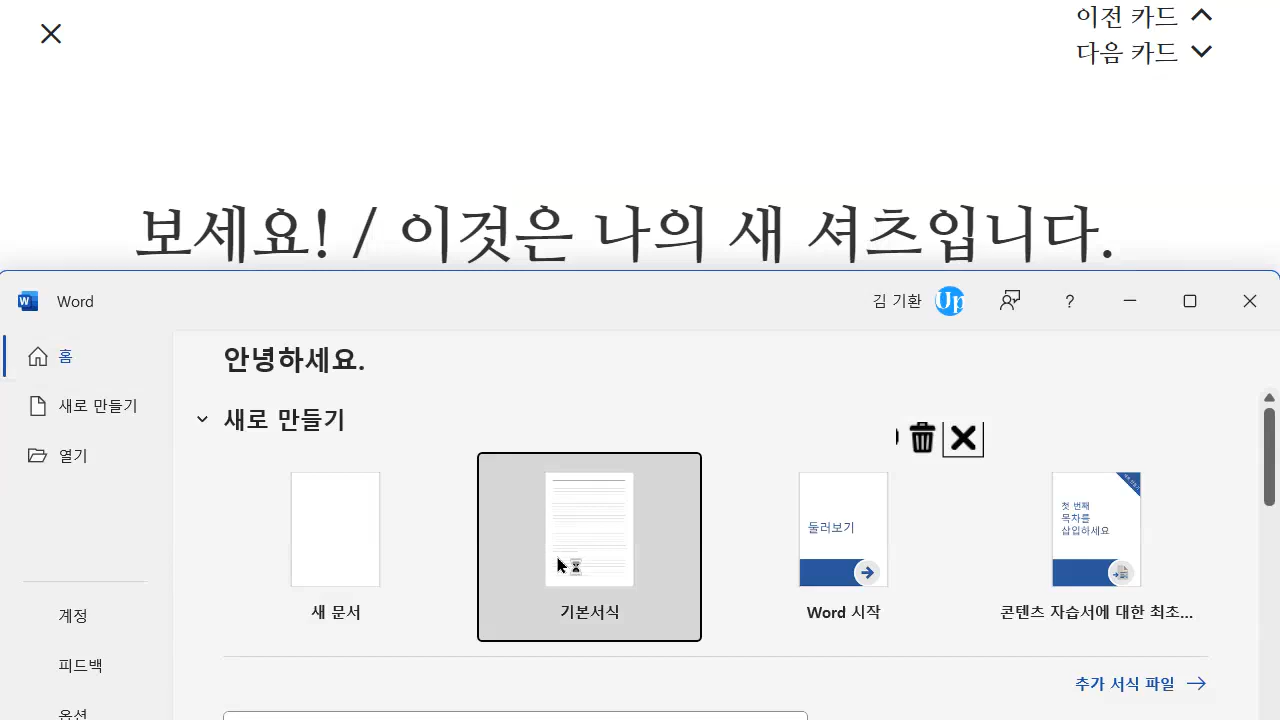 이전 카드
다음 카드
보세요! / 이것은 나의 새 셔츠입니다.
Word
김 기환
Up
?
홈
새로 만들기
열기
계정
피드백
옵션
안녕하세요.
새로 만들기
둘러보기
첫 번째
목차를
삽입하세요
새 문서
기본서식
Word 시작
콘텐츠 자습서에 대한 최초...
추가 서식 파일